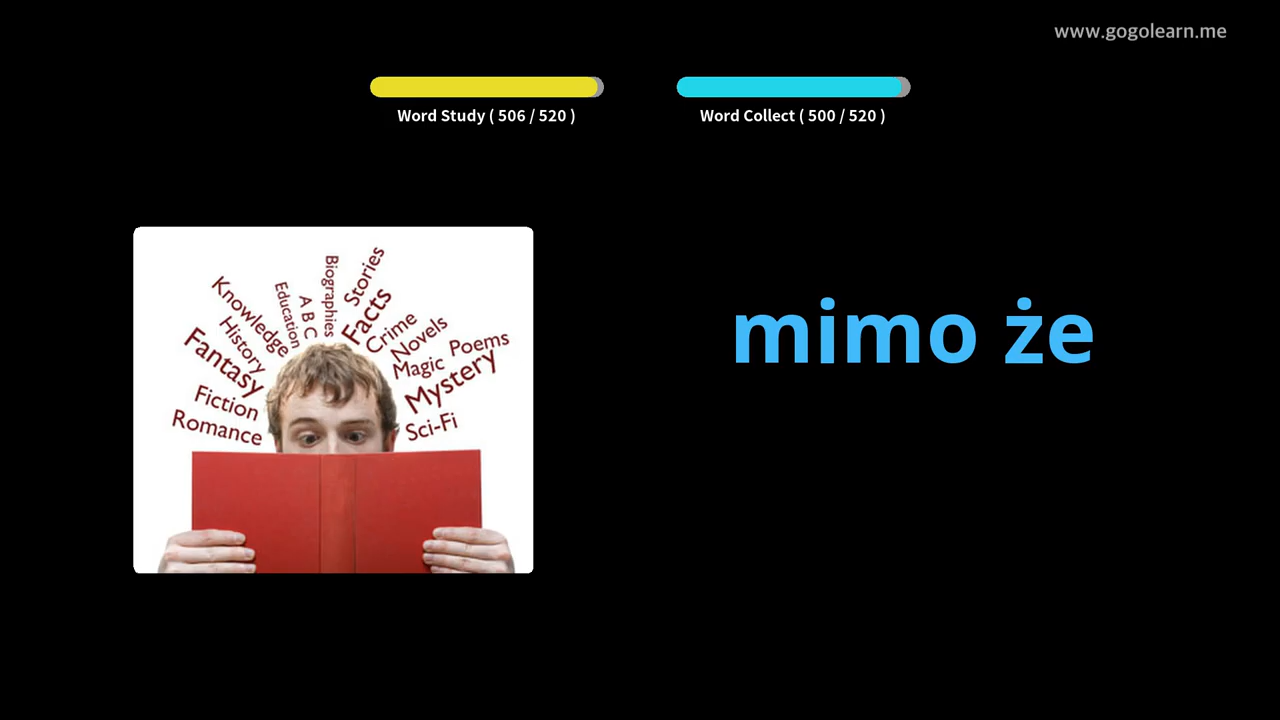 www.gogolearn.me
Word Study ( 506 / 520 )
Word Collect ( 500 / 520 )
mimo że
Romance
Fiction
Fantasy
History
Knowledge
Education
A B C
Biographies
Stories
Facts
Crime
Novels
Magic
Poems
Mystery
Sci-Fi